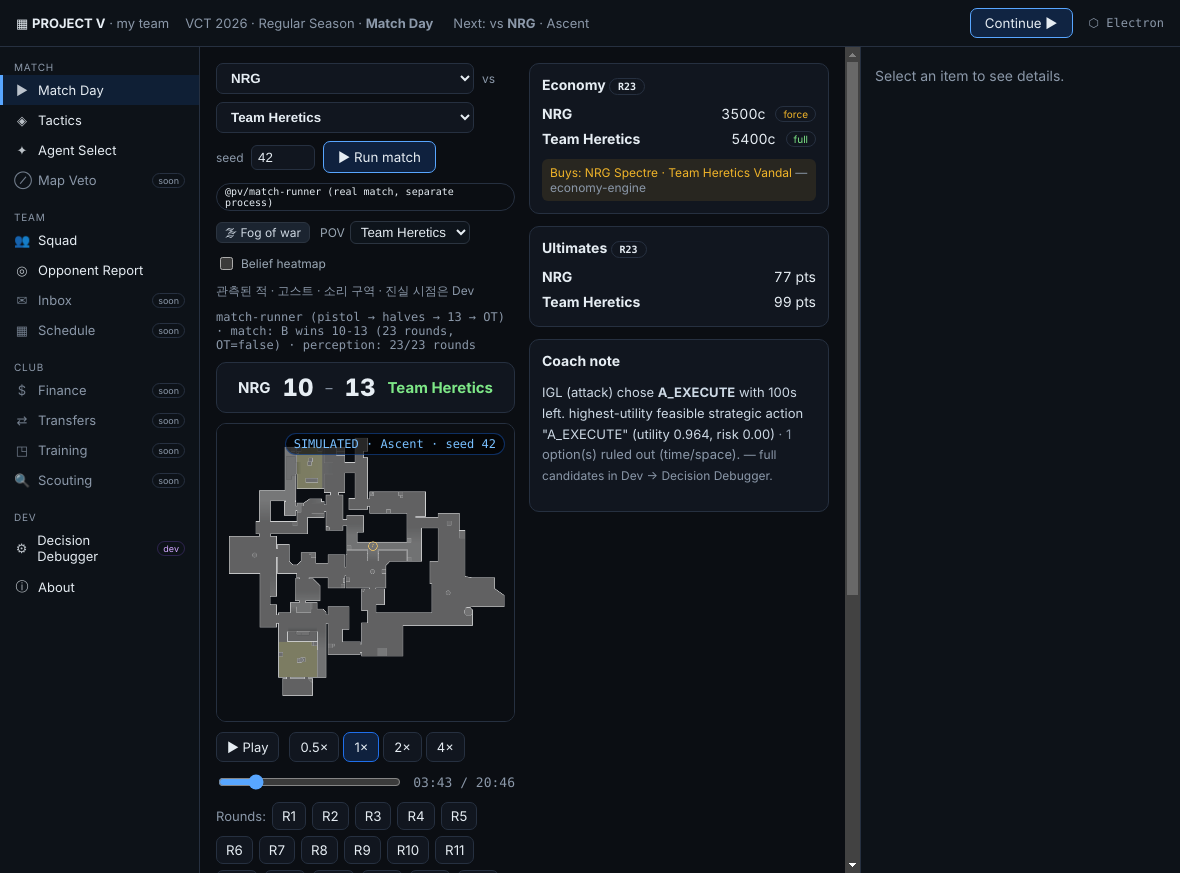 PROJECT V · my team
VCT 2026 · Regular Season · Match Day
Next: vs NRG · Ascent
Continue ▶
Electron
MATCH
Match Day
Tactics
Agent Select
Map Veto soon
TEAM
Squad
Opponent Report
Inbox soon
Schedule soon
CLUB
Finance soon
Transfers soon
Training soon
Scouting soon
DEV
Decision Debugger dev
About
NRG vs
Team Heretics
seed 42 ▶ Run match
@pv/match-runner (real match, separate
process)
Fog of war POV Team Heretics
Belief heatmap
관측된 적 · 고스트 · 소리 구역 · 진실 시점은 Dev
match-runner (pistol → halves → 13 → OT)
· match: B wins 10-13 (23 rounds,
OT=false) · perception: 23/23 rounds
NRG 10 – 13 Team Heretics
SIMULATED · Ascent · seed 42
▶ Play 0.5× 1× 2× 4×
03:43 / 20:46
Rounds: R1 R2 R3 R4 R5
R6 R7 R8 R9 R10 R11
Economy R23
NRG 3500c force
Team Heretics 5400c full
Buys: NRG Spectre · Team Heretics Vandal —
economy-engine
Ultimates R23
NRG 77 pts
Team Heretics 99 pts
Coach note
IGL (attack) chose A_EXECUTE with 100s
left. highest-utility feasible strategic action
"A_EXECUTE" (utility 0.964, risk 0.00) · 1
option(s) ruled out (time/space). — full
candidates in Dev → Decision Debugger.
Select an item to see details.